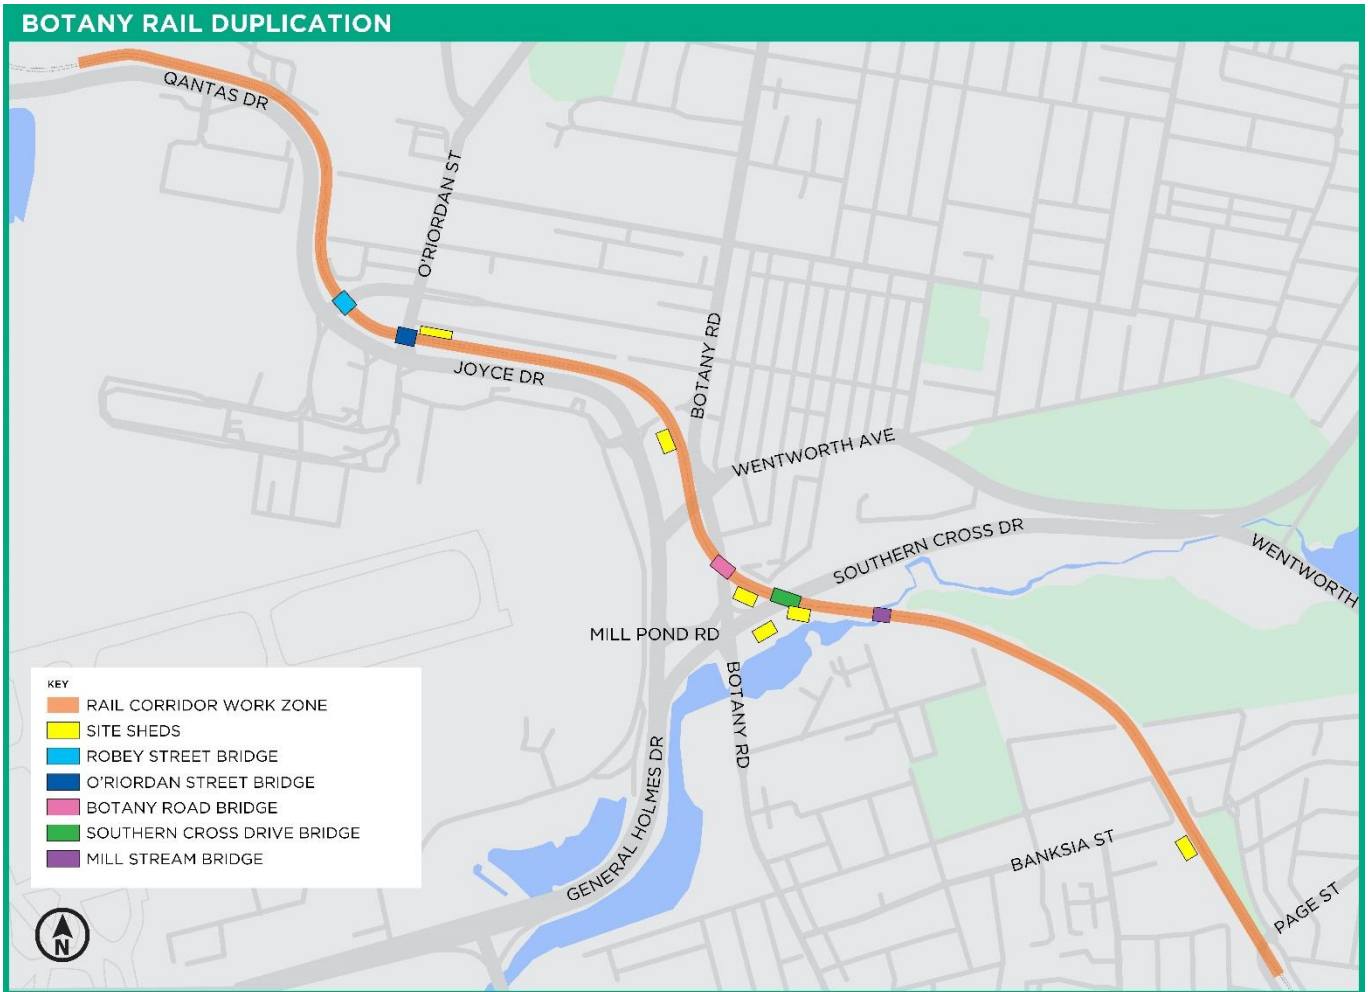 BOTANY RAIL DUPLICATION
QANTAS DR
O'RIORDAN ST
BOTANY RD
JOYCE DR
WENTWORTH AVE
SOUTHERN CROSS DR
WENTWORTH
MILL POND RD
BOTANY RD
GENERAL HOLMES DR
BANKSIA ST
PAGE ST
KEY
RAIL CORRIDOR WORK ZONE
SITE SHEDS
ROBEY STREET BRIDGE
O'RIORDAN STREET BRIDGE
BOTANY ROAD BRIDGE
SOUTHERN CROSS DRIVE BRIDGE
MILL STREAM BRIDGE
N